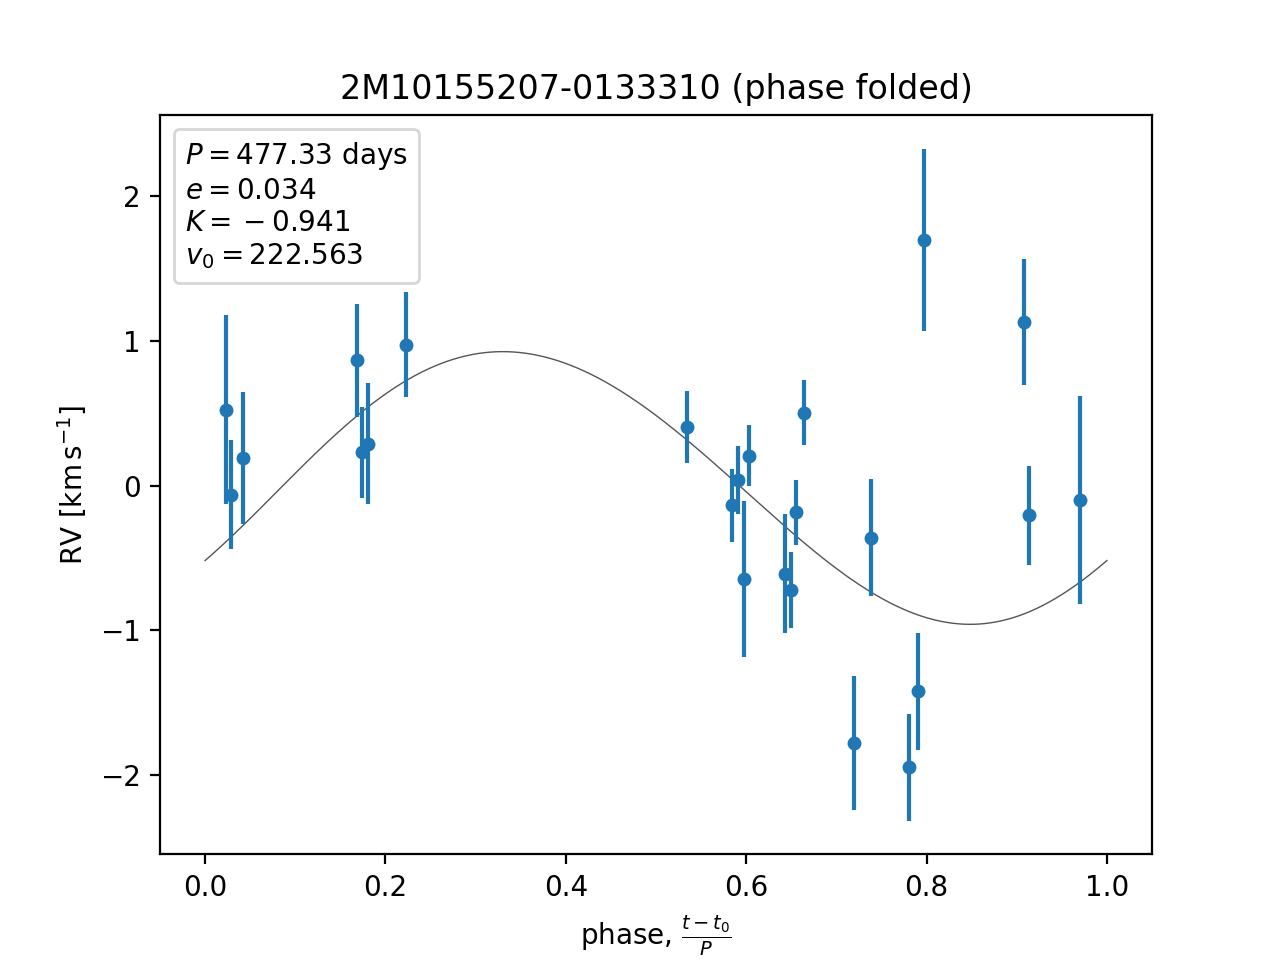 2M10155207-0133310 (phase folded)
P = 477.33 days
e = 0.034
K = −0.941
v₀ = 222.563
RV [km s⁻¹]
2
1
0
−1
−2
0.0 0.2 0.4 0.6 0.8 1.0
phase, (t − t₀)/P